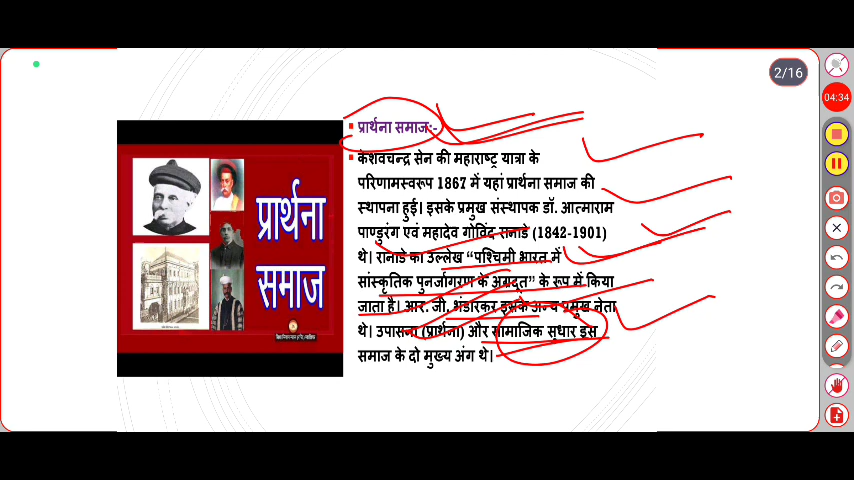 2/16
04:34
प्रार्थना समाज:-
केशवचन्द्र सेन की महाराष्ट्र यात्रा के
परिणामस्वरूप 1867 में यहां प्रार्थना समाज की
स्थापना हुई। इसके प्रमुख संस्थापक डॉ. आत्माराम
पाण्डुरंग एवं महादेव गोविंद रानाडे (1842-1901)
थे। रानाडे का उल्लेख “पश्चिमी भारत में
सांस्कृतिक पुनर्जागरण के अग्रदूत” के रूप में किया
जाता है। आर. जी. भंडारकर इसके अन्य प्रमुख नेता
थे। उपासना (प्रार्थना) और सामाजिक सुधार इस
समाज के दो मुख्य अंग थे।
प्रार्थना
समाज